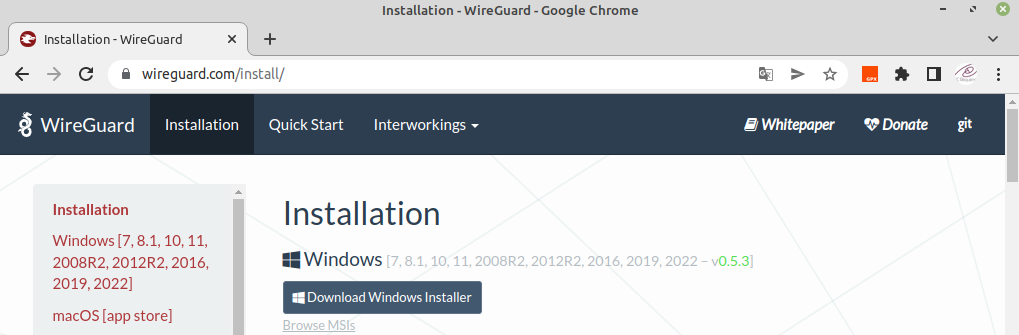 Installation - WireGuard - Google Chrome
Installation - WireGuard
wireguard.com/install/
GPX
WireGuard Installation Quick Start Interworkings Whitepaper Donate git
Installation
Windows [7, 8.1, 10, 11,
2008R2, 2012R2, 2016,
2019, 2022]
macOS [app store]
Installation
Windows [7, 8.1, 10, 11, 2008R2, 2012R2, 2016, 2019, 2022 – v0.5.3]
Download Windows Installer
Browse MSIs